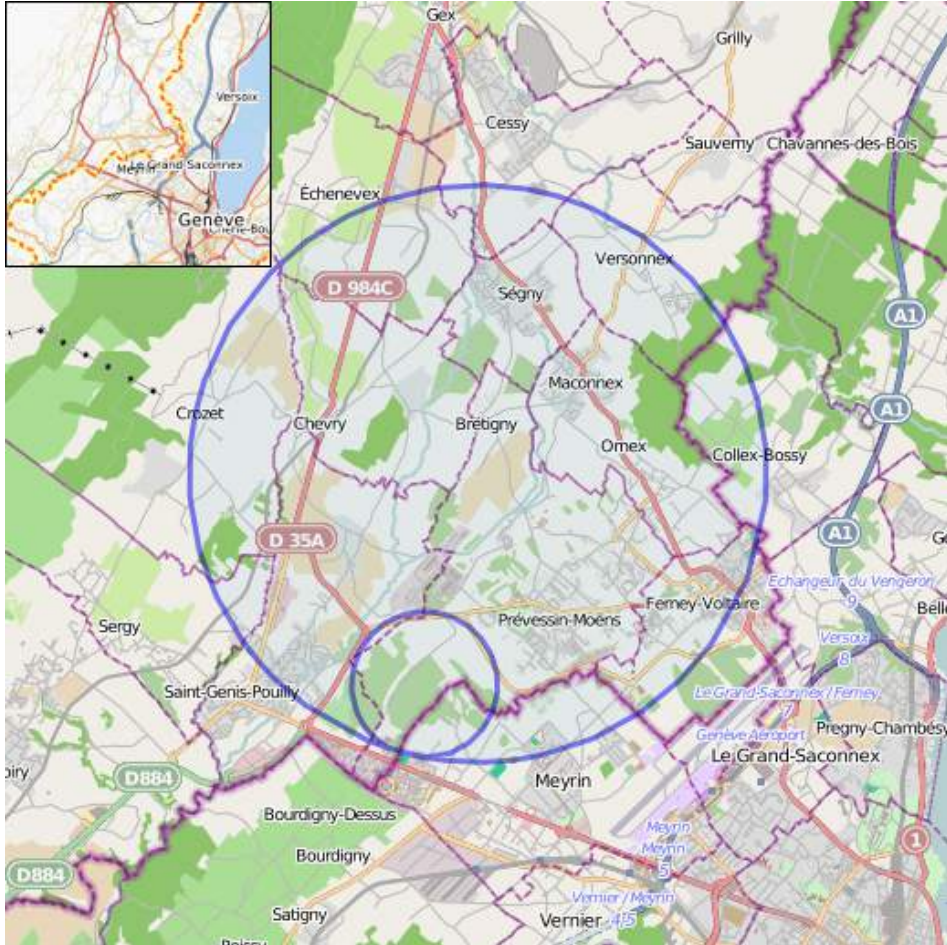 Gex
Grilly
Versoix
Le Grand Saconnex
Meyrin
Genève
Cessy
Sauverny
Chavannes-des-Bois
Échenevex
Versonnex
D 984C
Ségny
A1
Maconnex
Crozet
A1
Chevry
Brétigny
Ornex
Collex-Bossy
D 35A
A1
Echangeur du Vengeron
9
Ferney-Voltaire
Prévessin-Moëns
Sergy
Versoix
8
Saint-Genis-Pouilly
Le Grand-Saconnex / Ferney
7
Pregny-Chambésy
Genève Aéroport
Le Grand-Saconnex
D884
Meyrin
Bourdigny-Dessus
Meyrin
Meyrin
5
1
Bourdigny
D884
Vernier / Meyrin
4,5
Satigny
Vernier